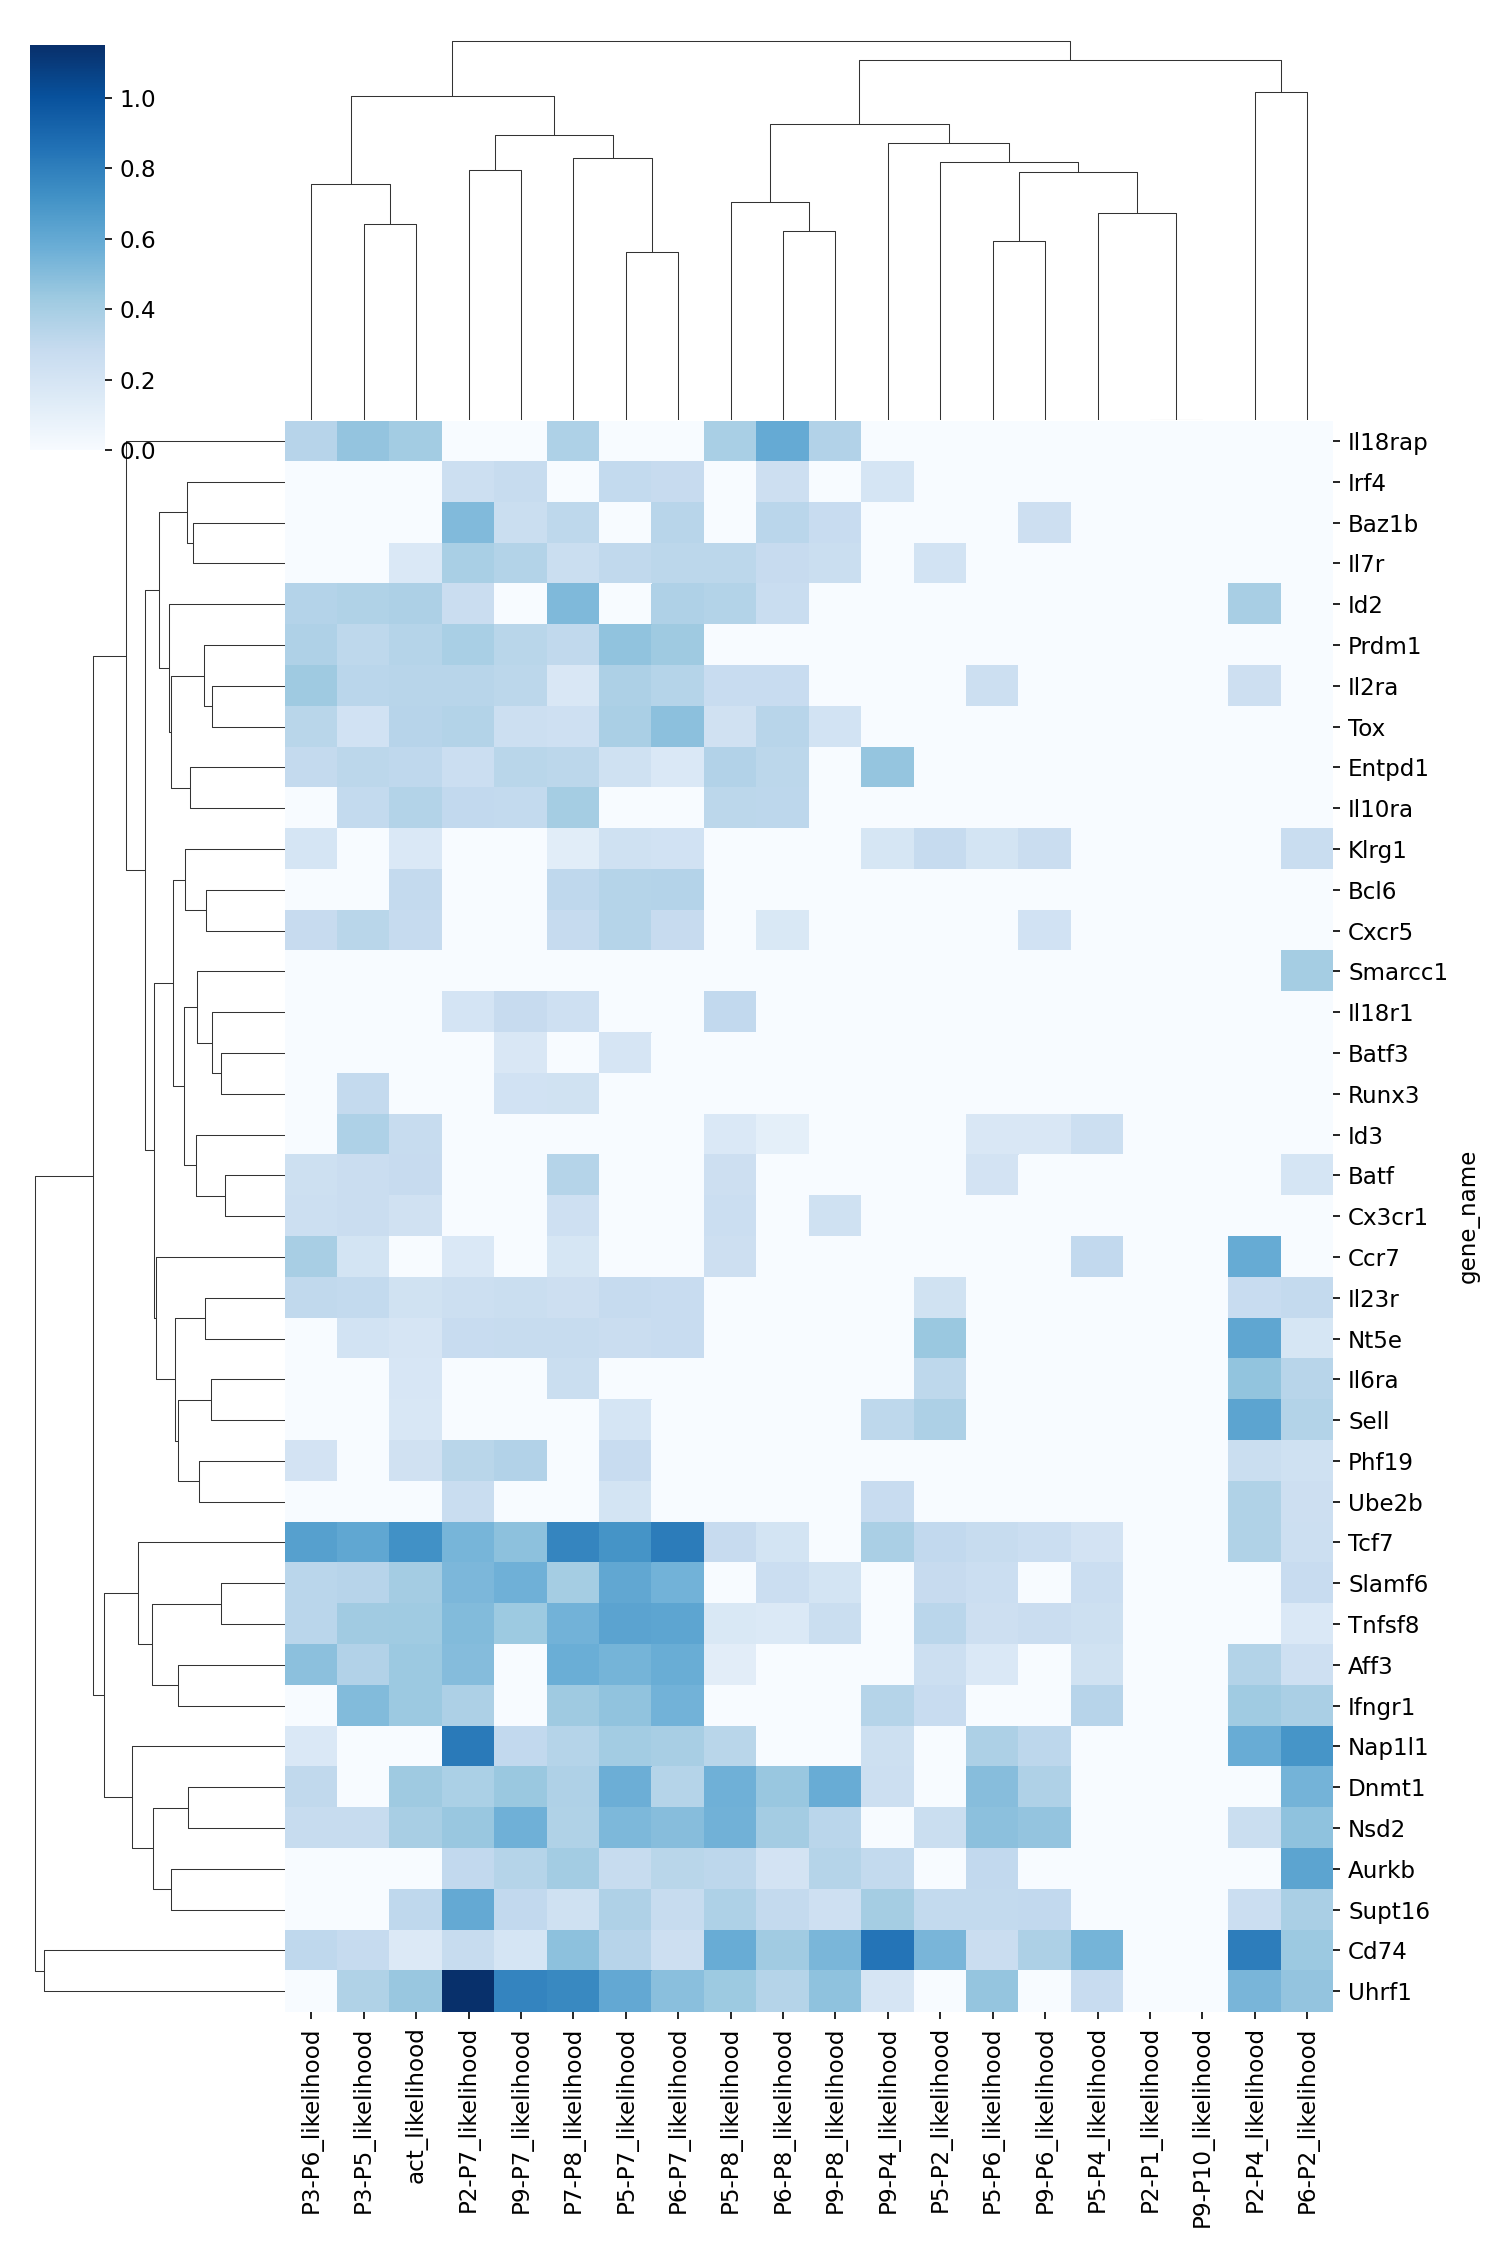 1.0
0.8
0.6
0.4
0.2
0.0
Il18rap
Irf4
Baz1b
Il7r
Id2
Prdm1
Il2ra
Tox
Entpd1
Il10ra
Klrg1
Bcl6
Cxcr5
Smarcc1
Il18r1
Batf3
Runx3
Id3
Batf
Cx3cr1
Ccr7
Il23r
Nt5e
Il6ra
Sell
Phf19
Ube2b
Tcf7
Slamf6
Tnfsf8
Aff3
Ifngr1
Nap1l1
Dnmt1
Nsd2
Aurkb
Supt16
Cd74
Uhrf1
gene_name
P3-P6_likelihood
P3-P5_likelihood
act_likelihood
P2-P7_likelihood
P9-P7_likelihood
P7-P8_likelihood
P5-P7_likelihood
P6-P7_likelihood
P5-P8_likelihood
P6-P8_likelihood
P9-P8_likelihood
P9-P4_likelihood
P5-P2_likelihood
P5-P6_likelihood
P9-P6_likelihood
P5-P4_likelihood
P2-P1_likelihood
P9-P10_likelihood
P2-P4_likelihood
P6-P2_likelihood